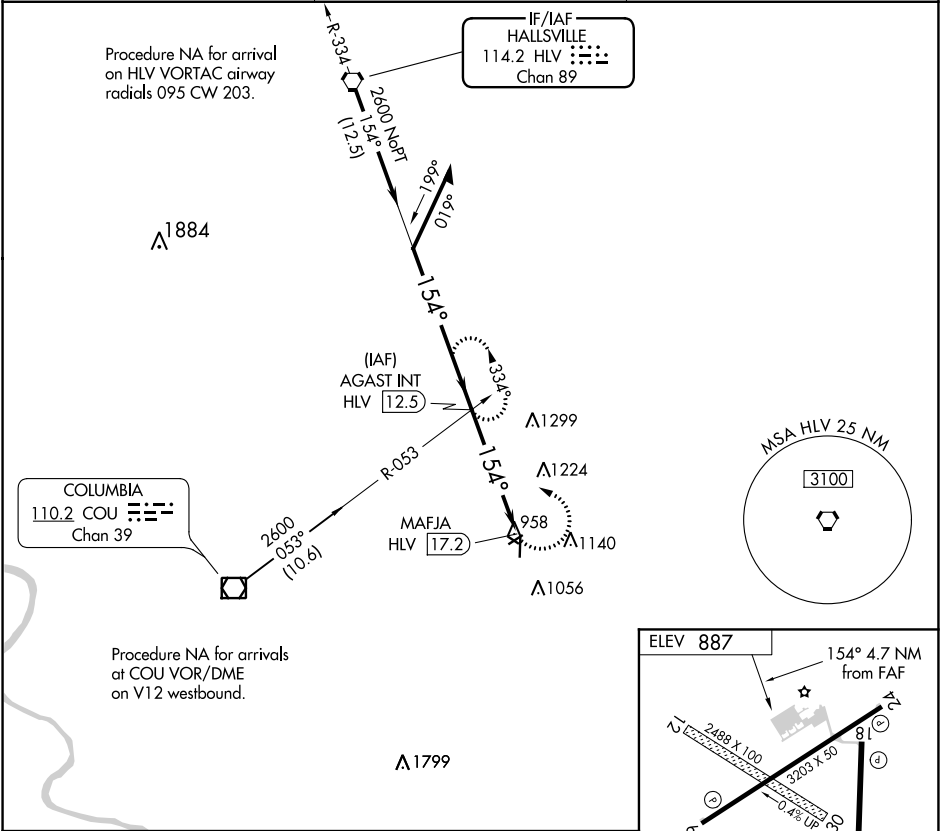 Procedure NA for arrival
on HLV VORTAC airway
radials 095 CW 203.
R-334
IF/IAF
HALLSVILLE
114.2 HLV
Chan 89
2600 NoPT
154°
(12.5)
199°
019°
1884
154°
(IAF)
AGAST INT
HLV 12.5
334°
1299
R-053
154°
1224
MSA HLV 25 NM
3100
COLUMBIA
110.2 COU
Chan 39
2600
053°
(10.6)
MAFJA
HLV 17.2
958
1140
1056
Procedure NA for arrivals
at COU VOR/DME
on V12 westbound.
1799
ELEV 887
154° 4.7 NM
from FAF
24
12
2488 X 100
P
18
3203 X 50
P
P
0.4% UP
30